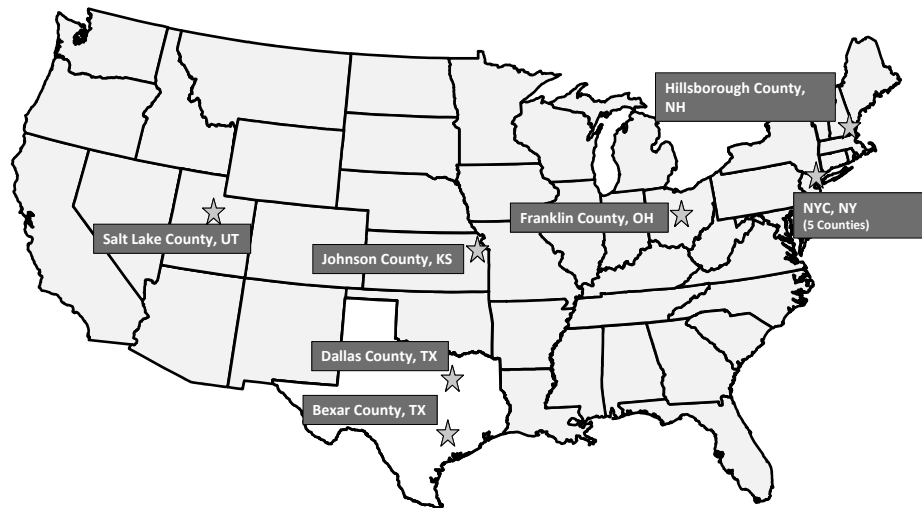 Hillsborough County,
NH
NYC, NY
(5 Counties)
Franklin County, OH
Salt Lake County, UT
Johnson County, KS
Dallas County, TX
Bexar County, TX